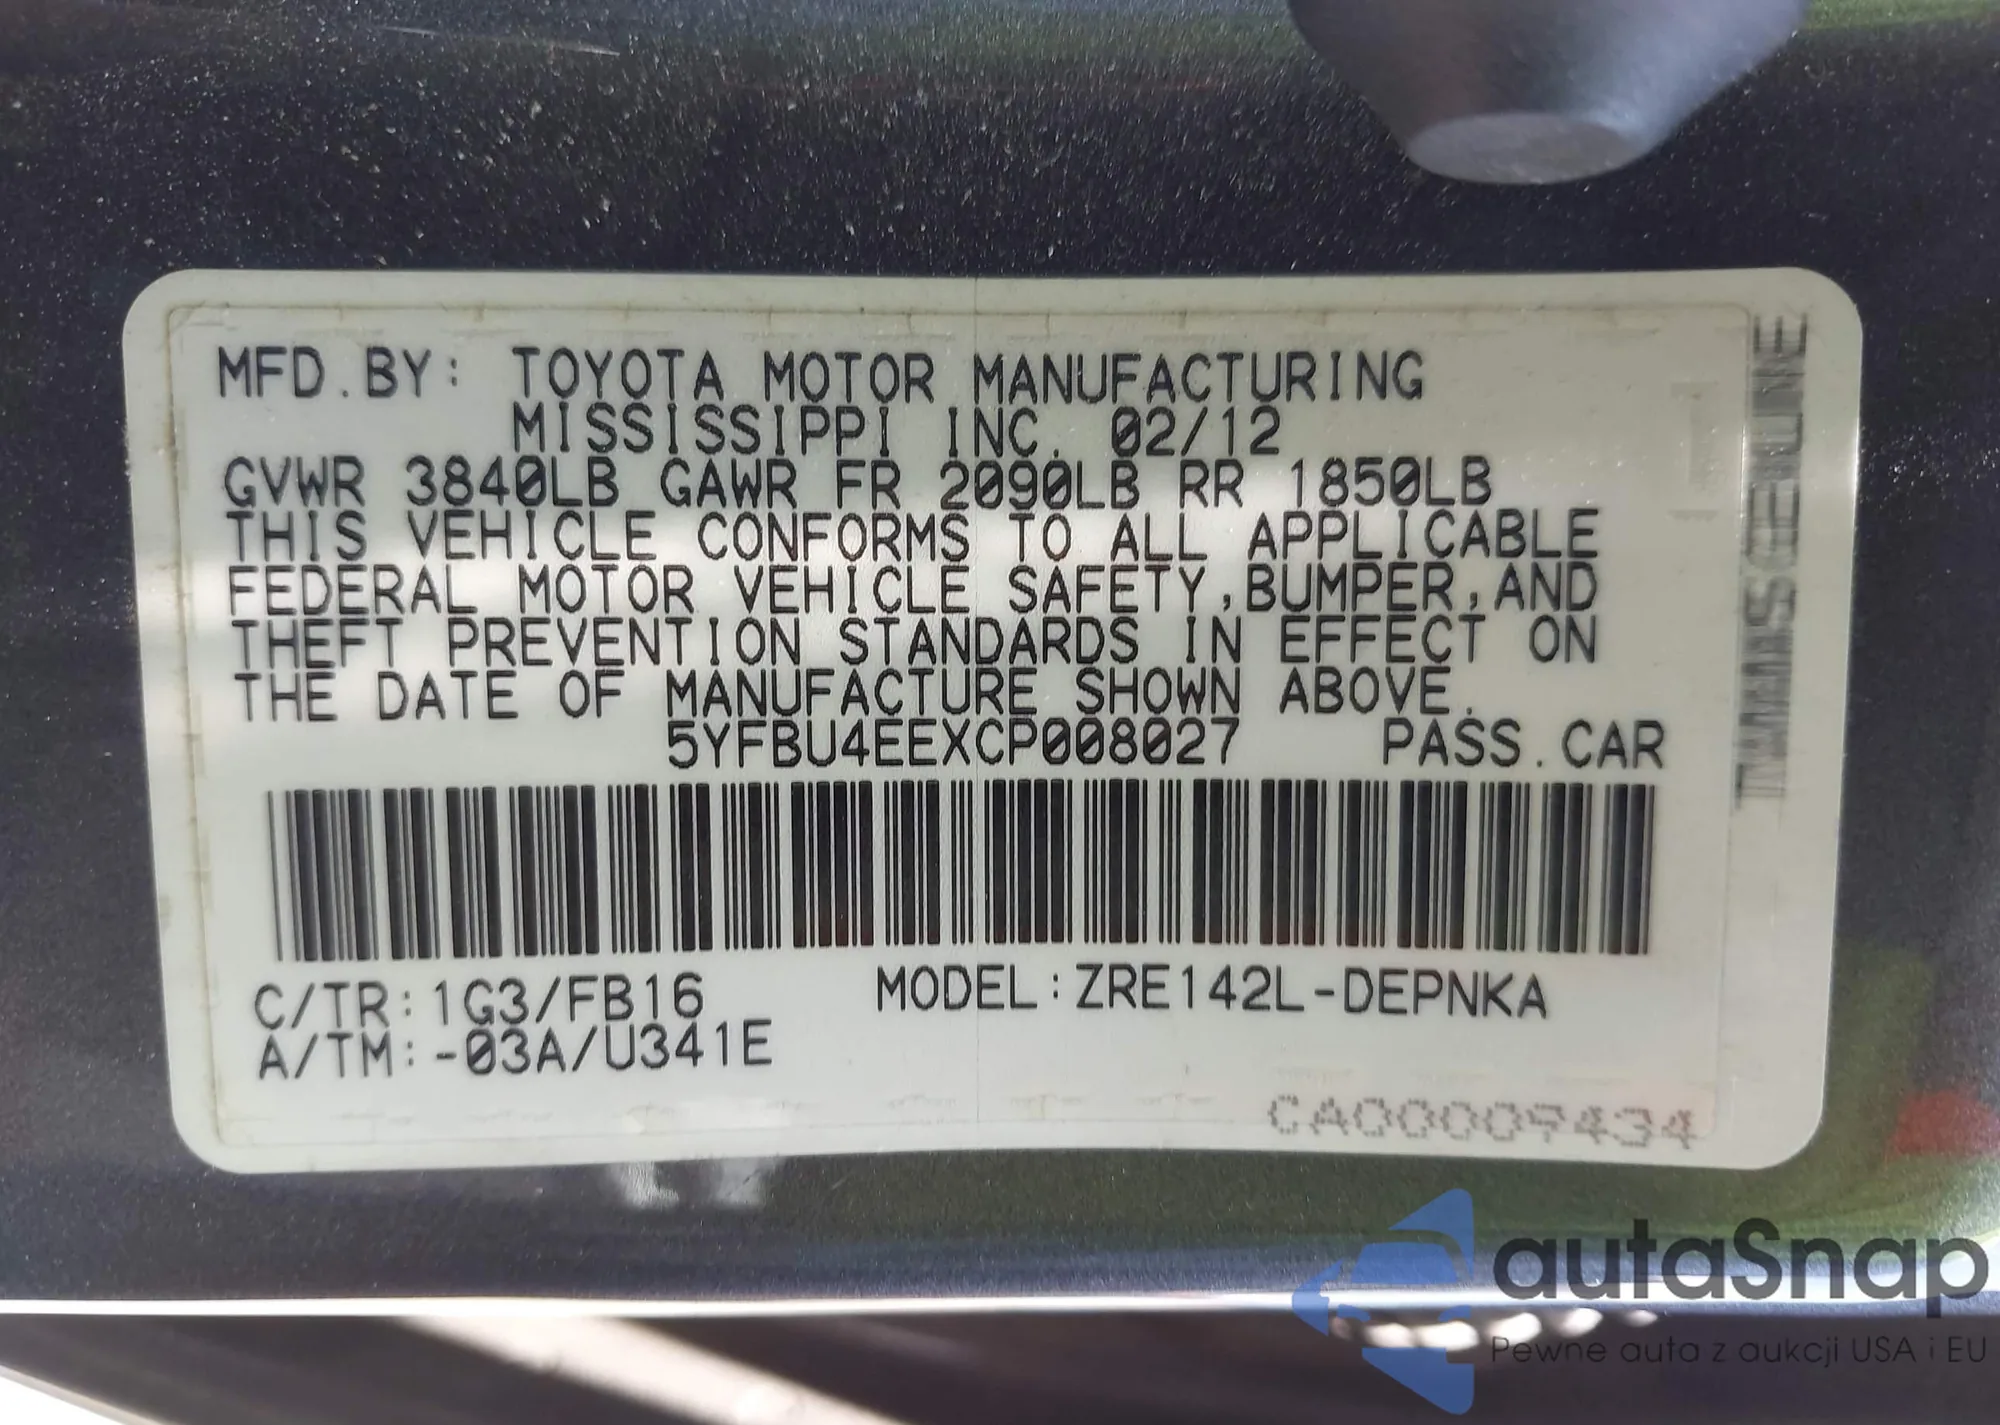 MFD.BY: TOYOTA MOTOR MANUFACTURING
MISSISSIPPI INC. 02/12
GVWR 3840LB GAWR FR 2090LB RR 1850LB
THIS VEHICLE CONFORMS TO ALL APPLICABLE
FEDERAL MOTOR VEHICLE SAFETY,BUMPER,AND
THEFT PREVENTION STANDARDS IN EFFECT ON
THE DATE OF MANUFACTURE SHOWN ABOVE.
5YFBU4EEXCP008027 PASS.CAR
C/TR:1G3/FB16 MODEL:ZRE142L-DEPNKA
A/TM:-03A/U341E
CA00009434
autaSnap
Pewne auta z aukcji USA i EU